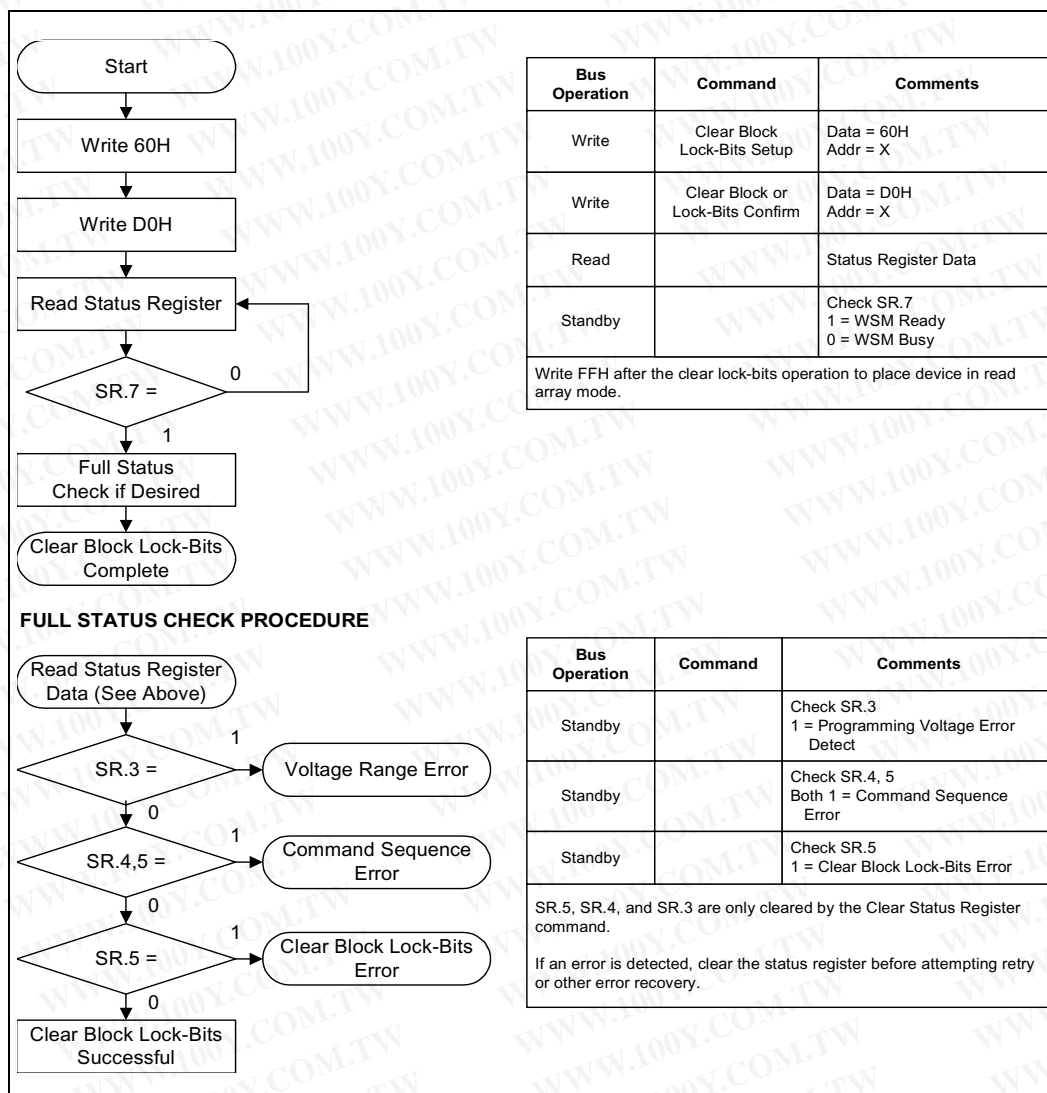 Start
Write 60H
Write D0H
Read Status Register
SR.7 =
0
1
Full Status
Check if Desired
Clear Block Lock-Bits
Complete
Bus
Operation
Command
Comments
Write
Clear Block
Lock-Bits Setup
Data = 60H
Addr = X
Write
Clear Block or
Lock-Bits Confirm
Data = D0H
Addr = X
Read
Status Register Data
Standby
Check SR.7
1 = WSM Ready
0 = WSM Busy
Write FFH after the clear lock-bits operation to place device in read
array mode.
FULL STATUS CHECK PROCEDURE
Read Status Register
Data (See Above)
SR.3 =
1
Voltage Range Error
0
SR.4,5 =
1
Command Sequence
Error
0
SR.5 =
1
Clear Block Lock-Bits
Error
0
Clear Block Lock-Bits
Successful
Bus
Operation
Command
Comments
Standby
Check SR.3
1 = Programming Voltage Error
Detect
Standby
Check SR.4, 5
Both 1 = Command Sequence
Error
Standby
Check SR.5
1 = Clear Block Lock-Bits Error
SR.5, SR.4, and SR.3 are only cleared by the Clear Status Register
command.
If an error is detected, clear the status register before attempting retry
or other error recovery.
WWW.100Y.COM.TW